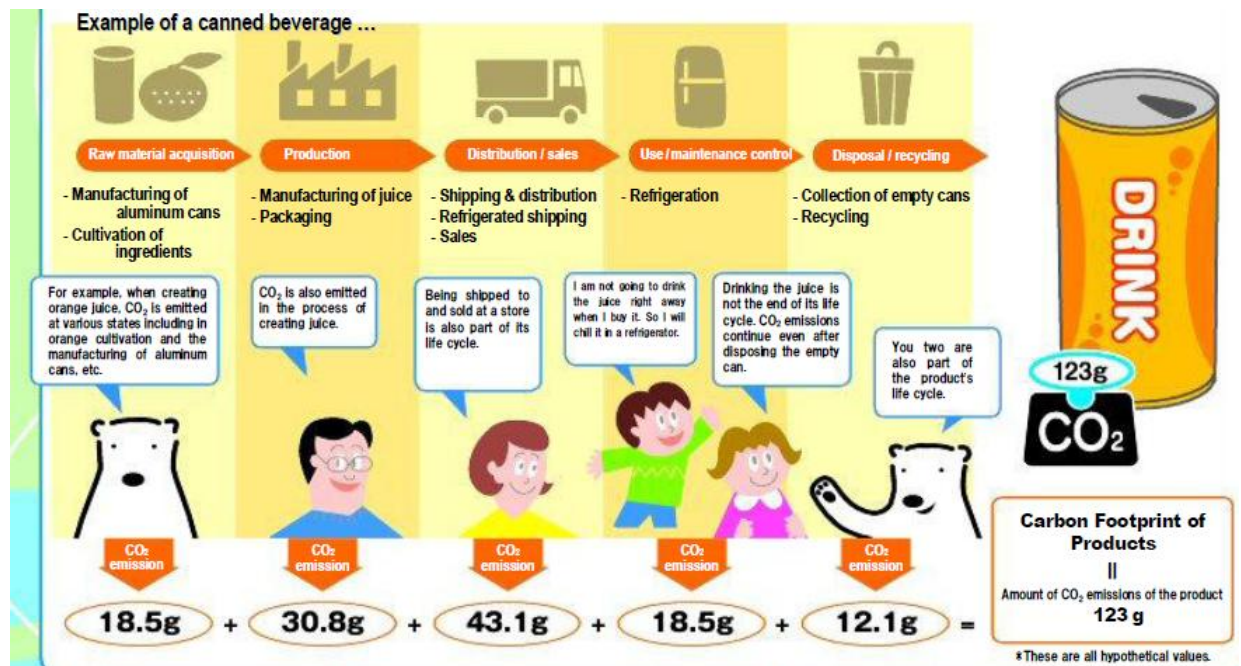 Example of a canned beverage ...
Raw material acquisition
Production
Distribution / sales
Use / maintenance control
Disposal / recycling
- Manufacturing of
aluminum cans
- Cultivation of
ingredients
- Manufacturing of juice
- Packaging
- Shipping & distribution
- Refrigerated shipping
- Sales
- Refrigeration
- Collection of empty cans
- Recycling
For example, when creating
orange juice, CO₂ is emitted
at various states including in
orange cultivation and the
manufacturing of aluminum
cans, etc.
CO₂ is also emitted
in the process of
creating juice.
Being shipped to
and sold at a store
is also part of its
life cycle.
I am not going to drink
the juice right away
when I buy it. So I will
chill it in a refrigerator.
Drinking the juice is
not the end of its life
cycle. CO₂ emissions
continue even after
disposing the empty
can.
You two are
also part of
the product's
life cycle.
DRINK
123g
CO₂
CO₂
emission
CO₂
emission
CO₂
emission
CO₂
emission
CO₂
emission
18.5g + 30.8g + 43.1g + 18.5g + 12.1g =
Carbon Footprint of
Products
||
Amount of CO₂ emissions of the product
123 g
*These are all hypothetical values.